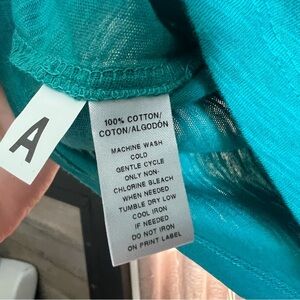 A
100% COTTON/
COTON/ALGODÓN
MACHINE WASH
COLD
GENTLE CYCLE
ONLY NON-
CHLORINE BLEACH
WHEN NEEDED
TUMBLE DRY LOW
COOL IRON
IF NEEDED
DO NOT IRON
ON PRINT LABEL